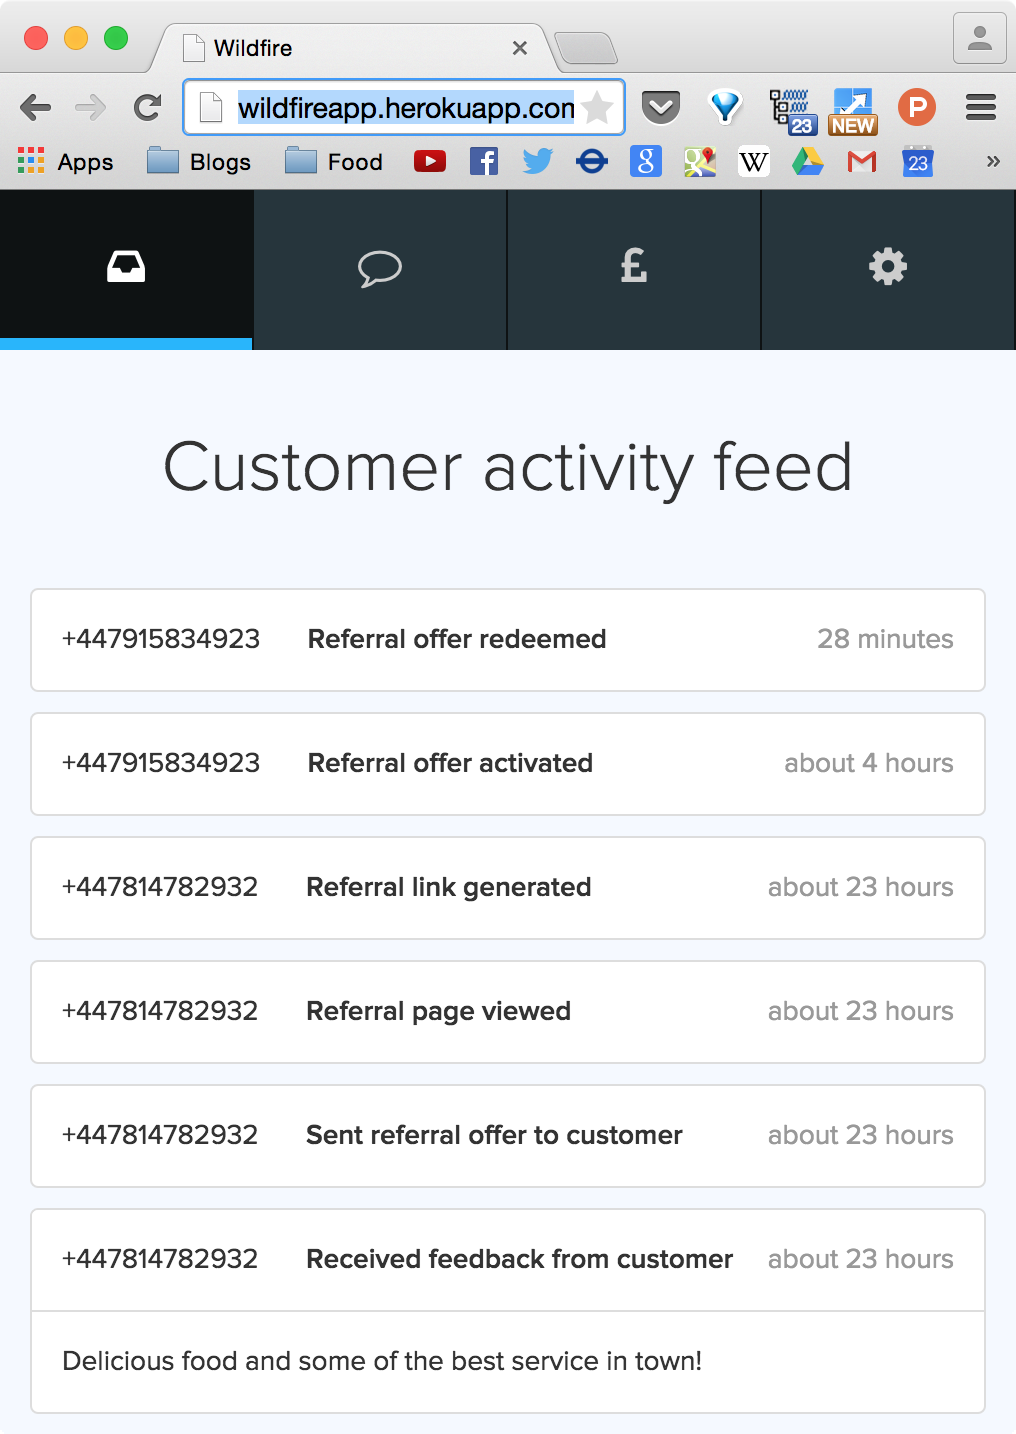 Wildfire
wildfireapp.herokuapp.com
23
NEW
P
Apps
Blogs
Food
f
g
g
W
M
23
»
£
Customer activity feed
+447915834923 Referral offer redeemed 28 minutes
+447915834923 Referral offer activated about 4 hours
+447814782932 Referral link generated about 23 hours
+447814782932 Referral page viewed about 23 hours
+447814782932 Sent referral offer to customer about 23 hours
+447814782932 Received feedback from customer about 23 hours
Delicious food and some of the best service in town!